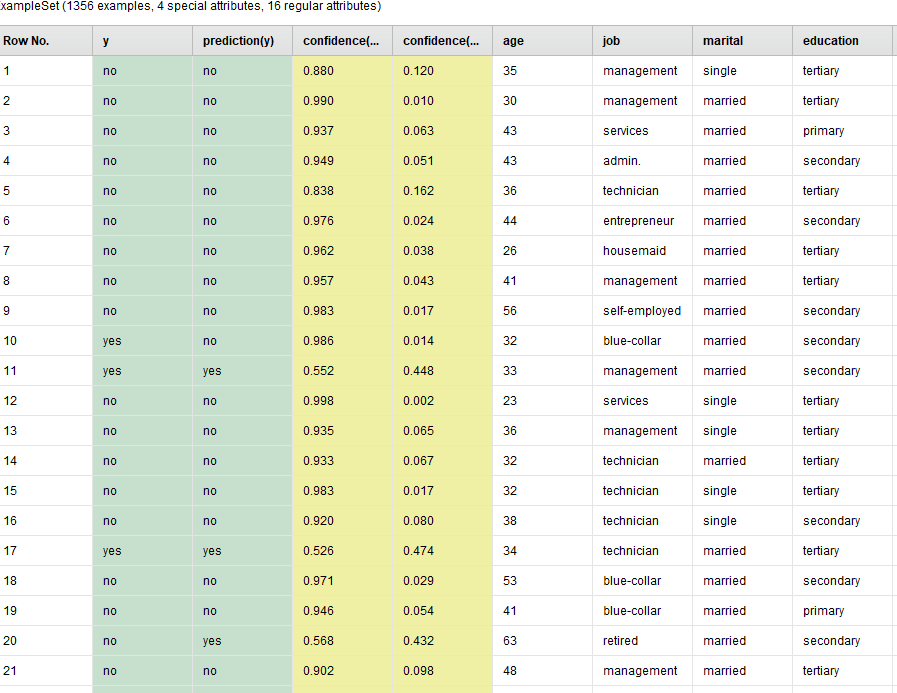 xampleSet (1356 examples, 4 special attributes, 16 regular attributes)
Row No. y prediction(y) confidence(... confidence(... age job marital education
1 no no 0.880 0.120 35 management single tertiary
2 no no 0.990 0.010 30 management married tertiary
3 no no 0.937 0.063 43 services married primary
4 no no 0.949 0.051 43 admin. married secondary
5 no no 0.838 0.162 36 technician married tertiary
6 no no 0.976 0.024 44 entrepreneur married secondary
7 no no 0.962 0.038 26 housemaid married tertiary
8 no no 0.957 0.043 41 management married tertiary
9 no no 0.983 0.017 56 self-employed married secondary
10 yes no 0.986 0.014 32 blue-collar married secondary
11 yes yes 0.552 0.448 33 management married secondary
12 no no 0.998 0.002 23 services single tertiary
13 no no 0.935 0.065 36 management single tertiary
14 no no 0.933 0.067 32 technician married tertiary
15 no no 0.983 0.017 32 technician single tertiary
16 no no 0.920 0.080 38 technician single secondary
17 yes yes 0.526 0.474 34 technician married tertiary
18 no no 0.971 0.029 53 blue-collar married secondary
19 no no 0.946 0.054 41 blue-collar married primary
20 no yes 0.568 0.432 63 retired married secondary
21 no no 0.902 0.098 48 management married tertiary